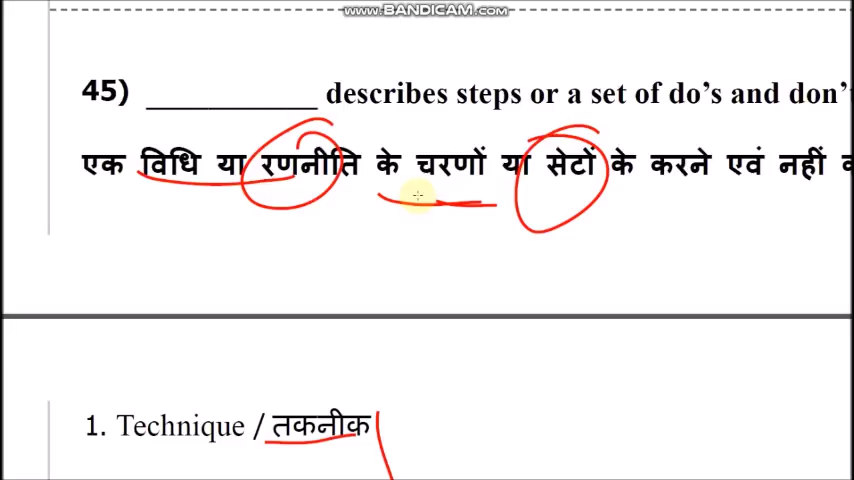 www.BANDICAM.com
45) __________ describes steps or a set of do's and don'
एक विधि या रणनीति के चरणों या सेटों के करने एवं नहीं
1. Technique / तकनीक